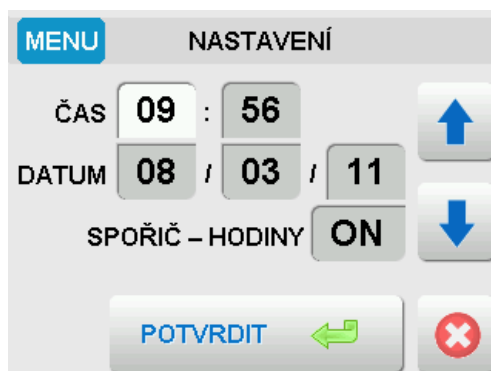 MENU NASTAVENÍ
ČAS 09 : 56
DATUM 08 / 03 / 11
SPOŘIČ – HODINY ON
POTVRDIT